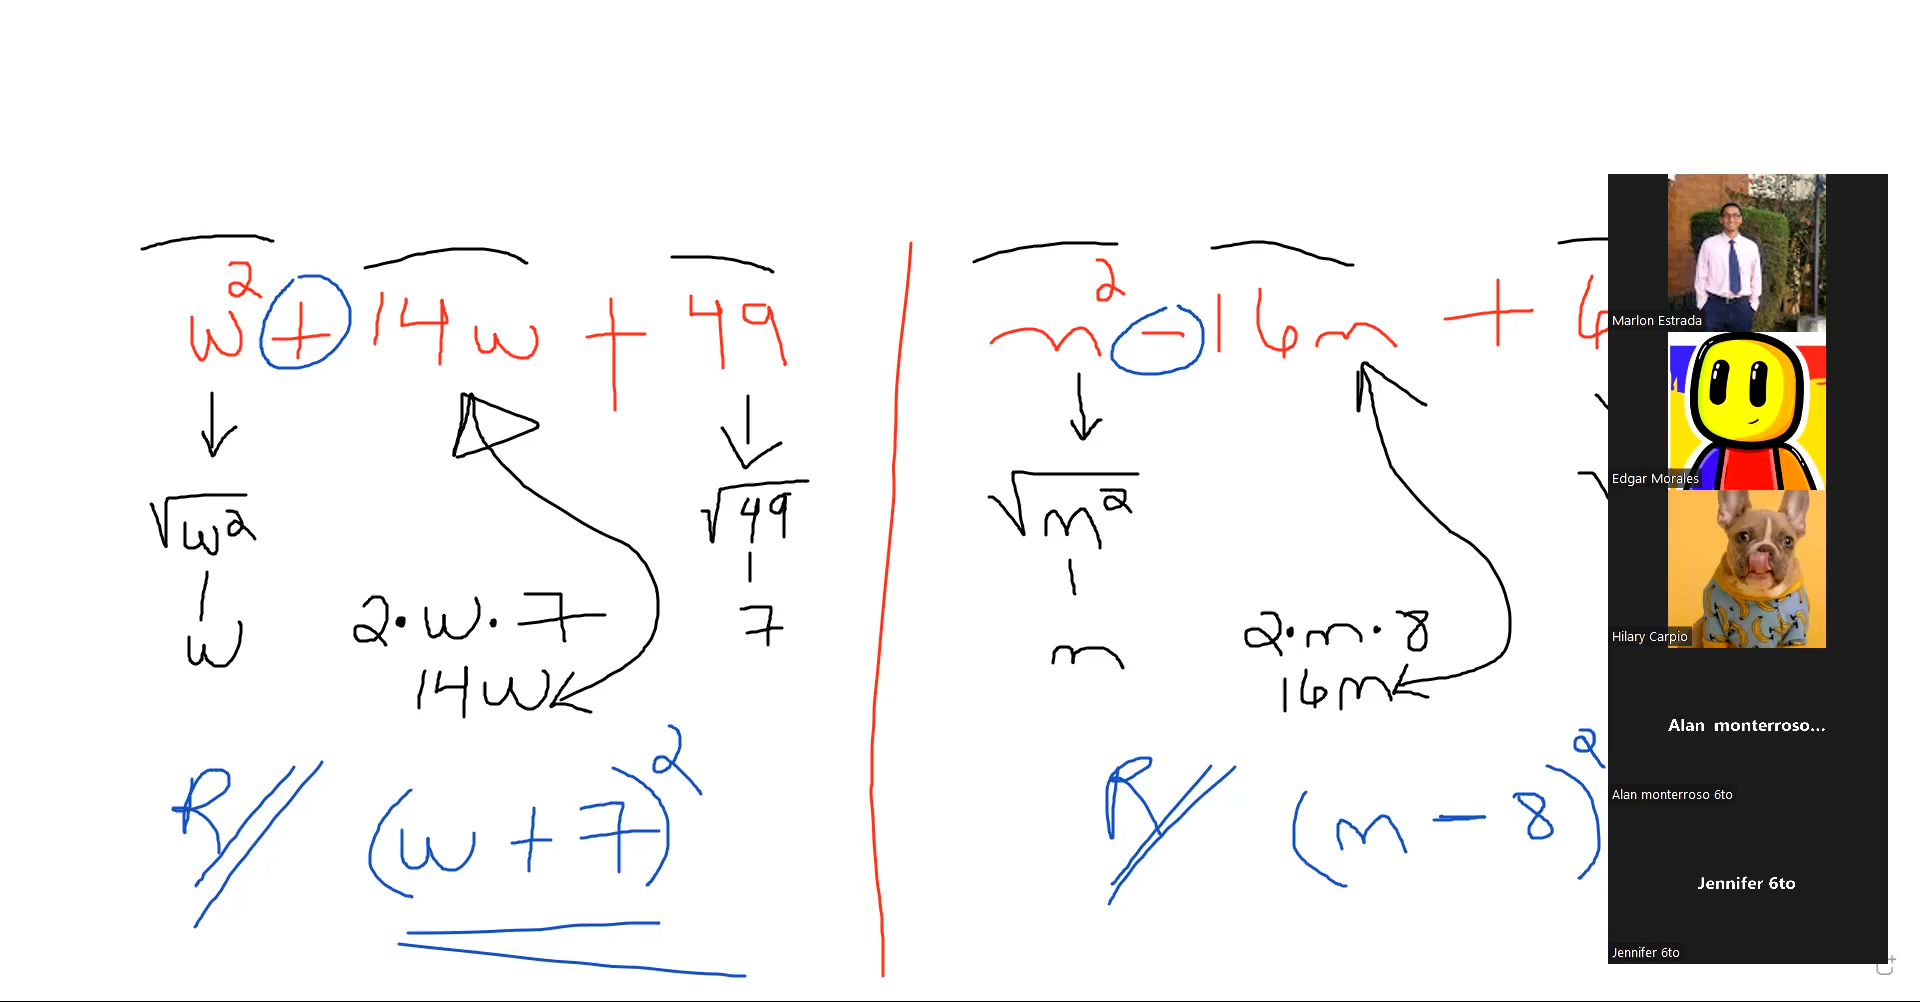 w² + 14w + 49
√w² √49
w 2·w·7 7
14w
R// (w + 7)²
m² - 16m + 6
√m²
m 2·m·8
16m
R// (m - 8)²
Marlon Estrada
Edgar Morales
Hilary Carpio
Alan monterroso...
Alan monterroso 6to
Jennifer 6to
Jennifer 6to